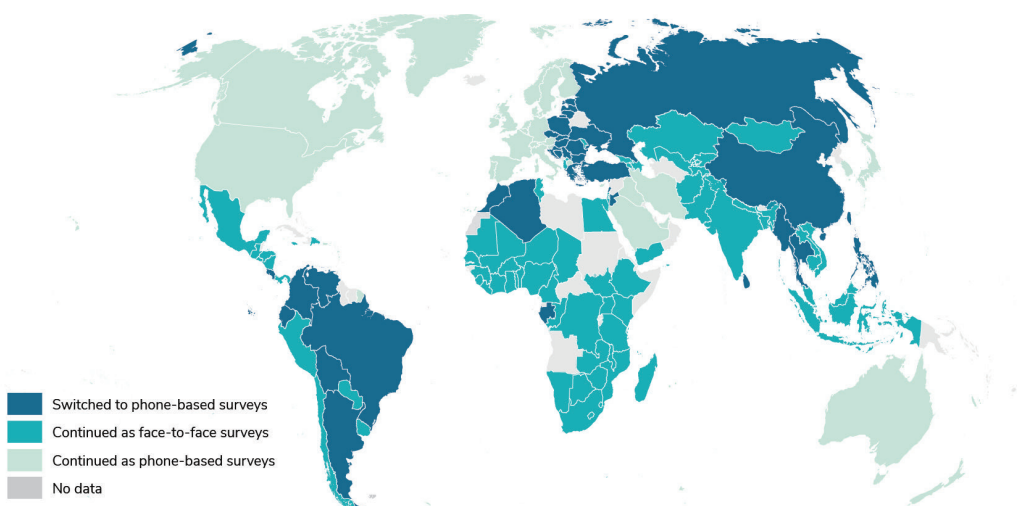 Switched to phone-based surveys
Continued as face-to-face surveys
Continued as phone-based surveys
No data